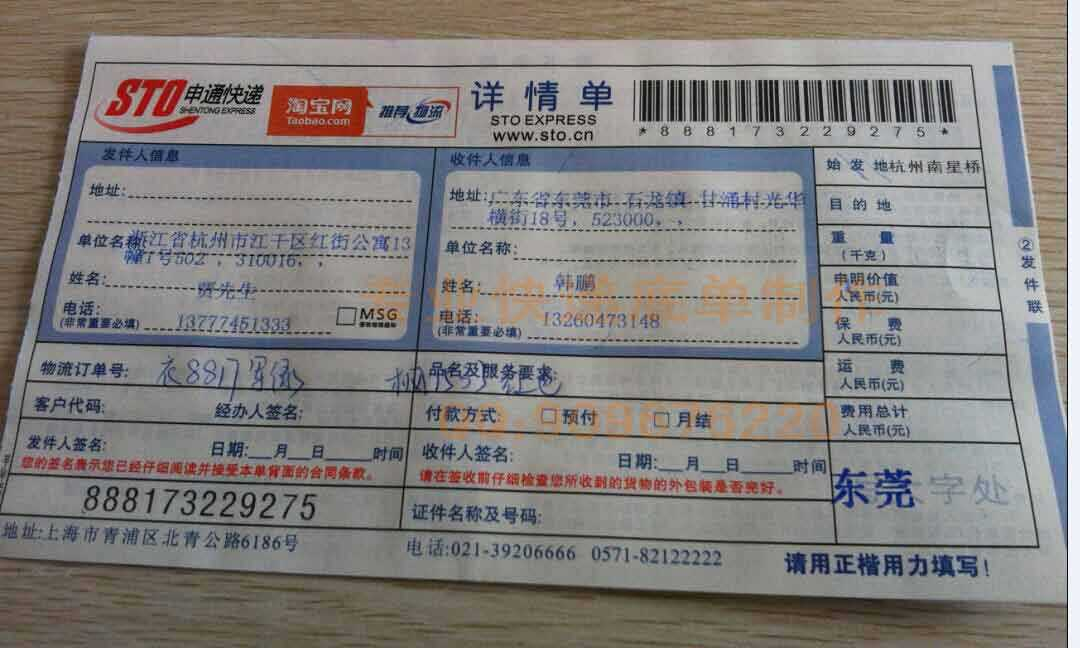 STO 申通快递
SHENTONG EXPRESS
淘宝网
Taobao.com
推荐 物流
详情单
STO EXPRESS
www.sto.cn
*888173229275*
发件人信息
地址:
单位名称:
浙江省杭州市江干区红街公寓13
幢1号502 , 310016, ,
姓名: 贾先生
电话: 13777451333
(非常重要必填)
MSG
收件人信息
地址: 广东省东莞市 石龙镇 甘涌村光华
横街18号, 523000, ,
单位名称:
姓名: 韩鹏
电话: 13260473148
(非常重要必填)
始发地 杭州南星桥
目的地
重量
(千克)
申明价值
人民币(元)
保费
人民币(元)
运费
人民币(元)
费用总计
人民币(元)
②发件联
物流订单号: 衣8817军绿
品名及服务要求:
客户代码: 经办人签名:
付款方式: □预付 □月结
发件人签名: 日期:__月__日__时间
您的签名表示您已经仔细阅读并接受本单背面的合同条款。
收件人签名: 日期:__月__日__时间
请在签收前仔细检查您所收到的货物的外包装是否完好。
888173229275
证件名称及号码:
东莞 字处
地址:上海市青浦区北青公路6186号
电话:021-39206666 0571-82122222
请用正楷用力填写!
专业快递底单制作